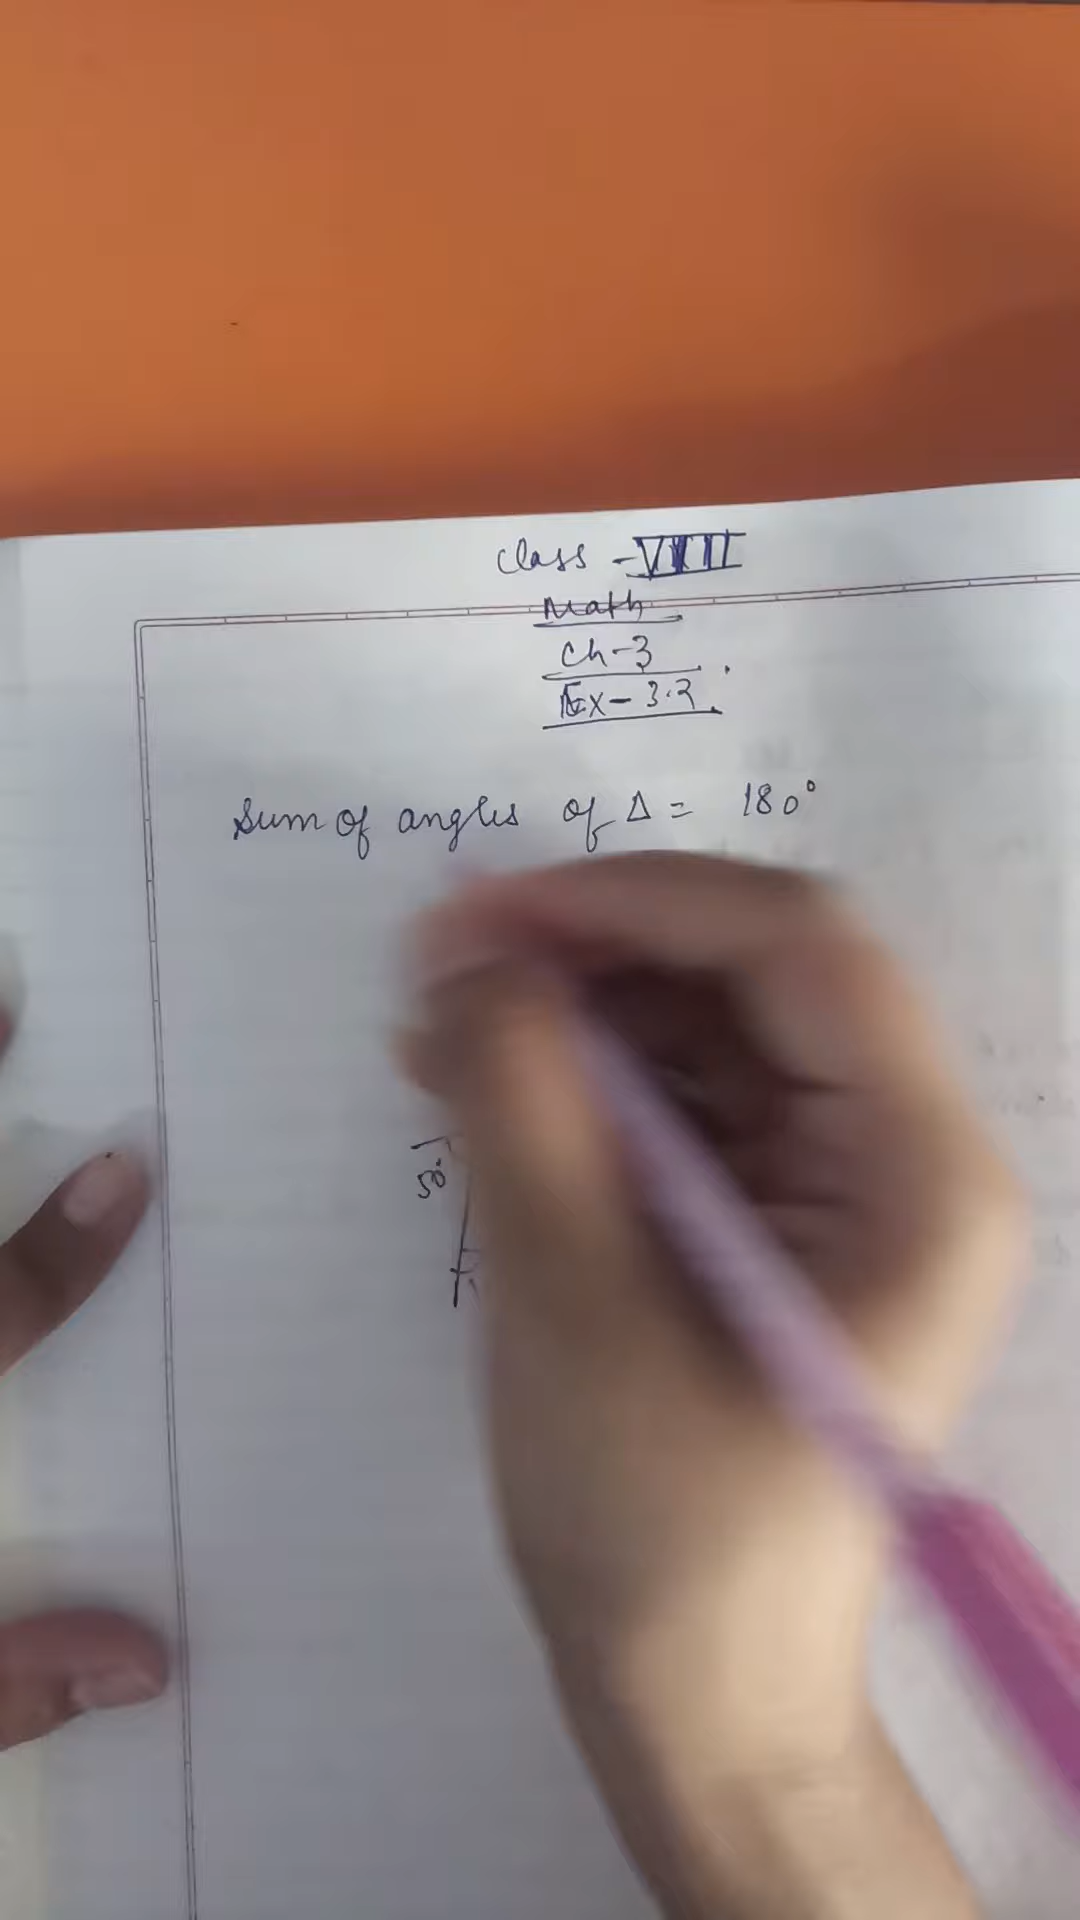 Class - VIII
Math
Ch-3
Ex - 3.2.
Sum of angles of Δ = 180°
50°